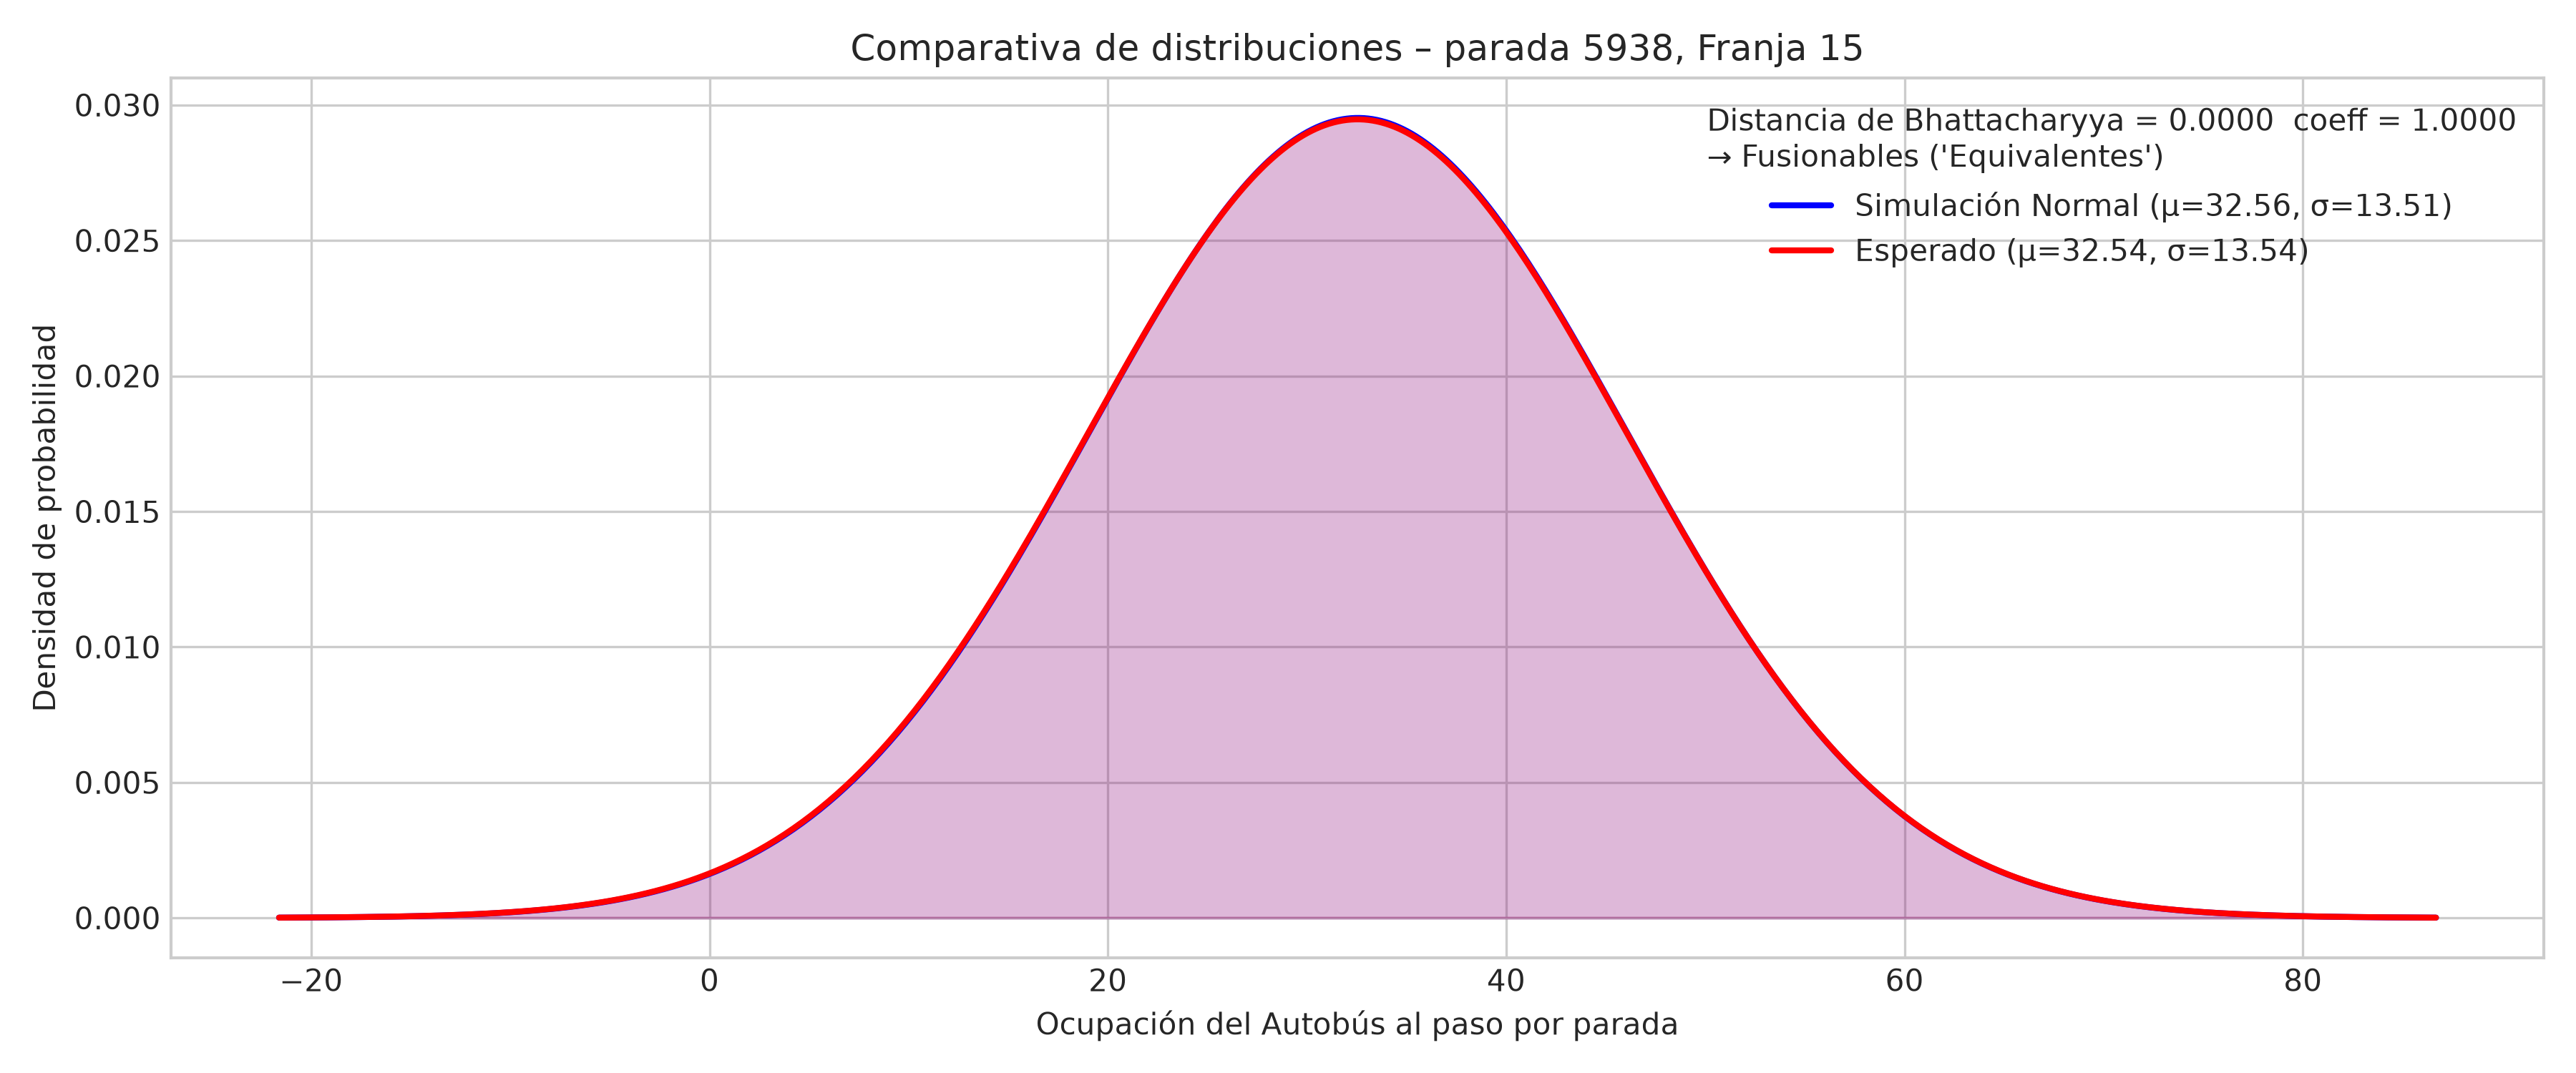 Comparativa de distribuciones – parada 5938, Franja 15
Densidad de probabilidad
0.030
0.025
0.020
0.015
0.010
0.005
0.000
Distancia de Bhattacharyya = 0.0000  coeff = 1.0000
→ Fusionables ('Equivalentes')
Simulación Normal (μ=32.56, σ=13.51)
Esperado (μ=32.54, σ=13.54)
−20 0 20 40 60 80
Ocupación del Autobús al paso por parada